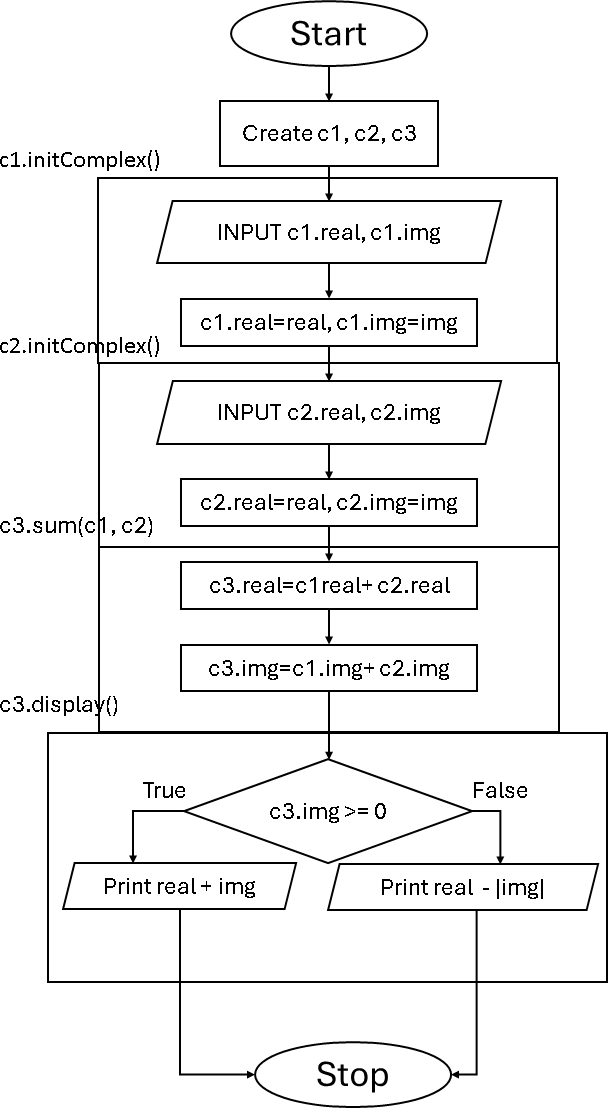 Start
Create c1, c2, c3
c1.initComplex()
INPUT c1.real, c1.img
c1.real=real, c1.img=img
c2.initComplex()
INPUT c2.real, c2.img
c2.real=real, c2.img=img
c3.sum(c1, c2)
c3.real=c1real+ c2.real
c3.img=c1.img+ c2.img
c3.display()
True
False
c3.img >= 0
Print real + img
Print real - |img|
Stop